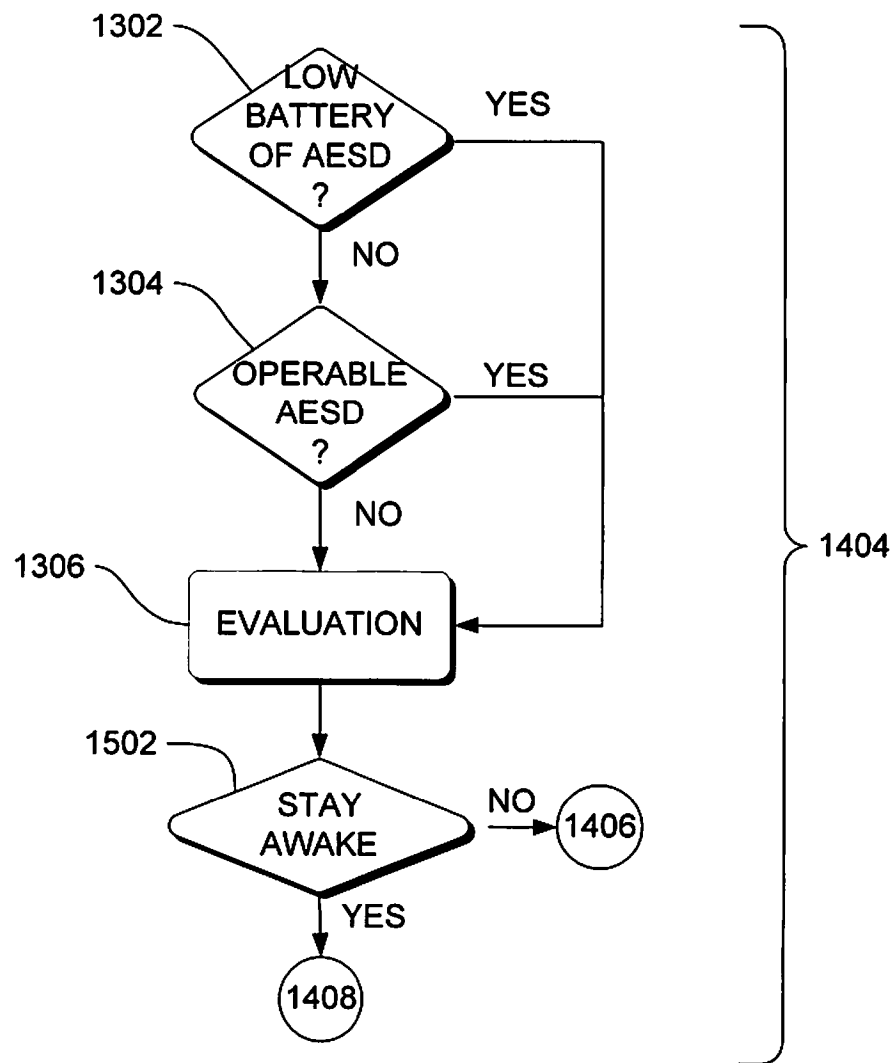 1302
LOW
BATTERY
OF AESD
?
YES
NO
1304
OPERABLE
AESD
?
YES
NO
1404
1306
EVALUATION
1502
STAY
AWAKE
NO
1406
YES
1408